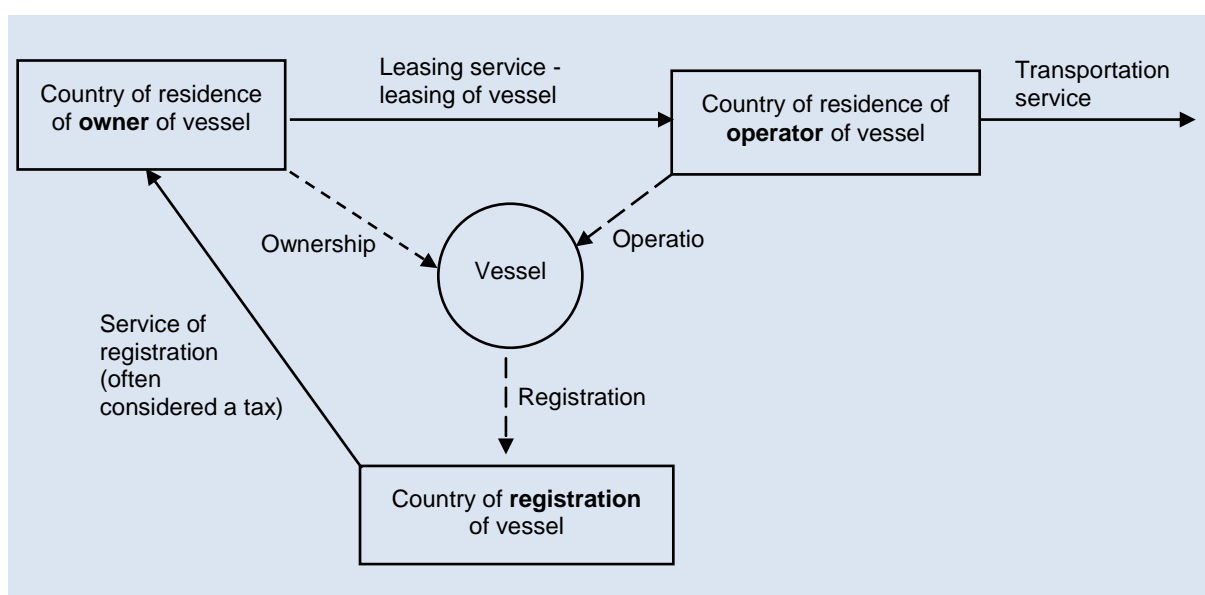 Country of residence
of owner of vessel
Leasing service -
leasing of vessel
Country of residence of
operator of vessel
Transportation
service
Ownership
Vessel
Operatio
Service of
registration
(often
considered a tax)
Registration
Country of registration
of vessel